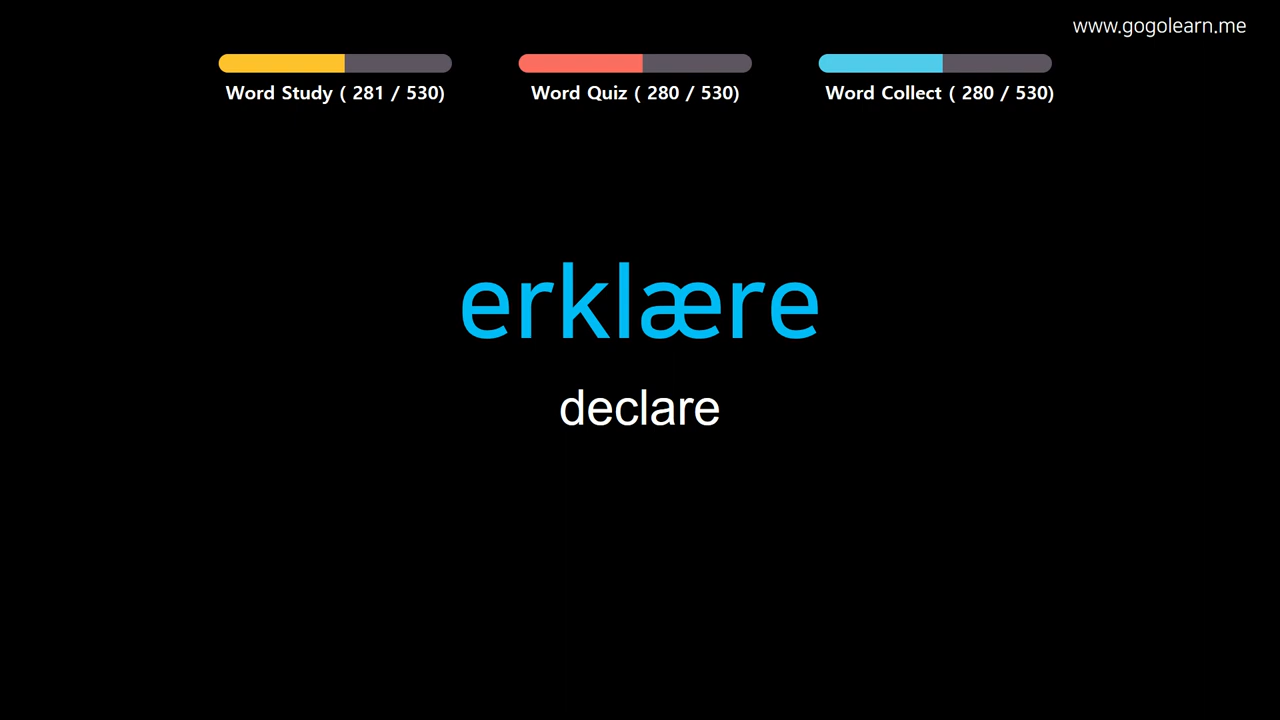 www.gogolearn.me
Word Study ( 281 / 530)
Word Quiz ( 280 / 530)
Word Collect ( 280 / 530)
erklære
declare